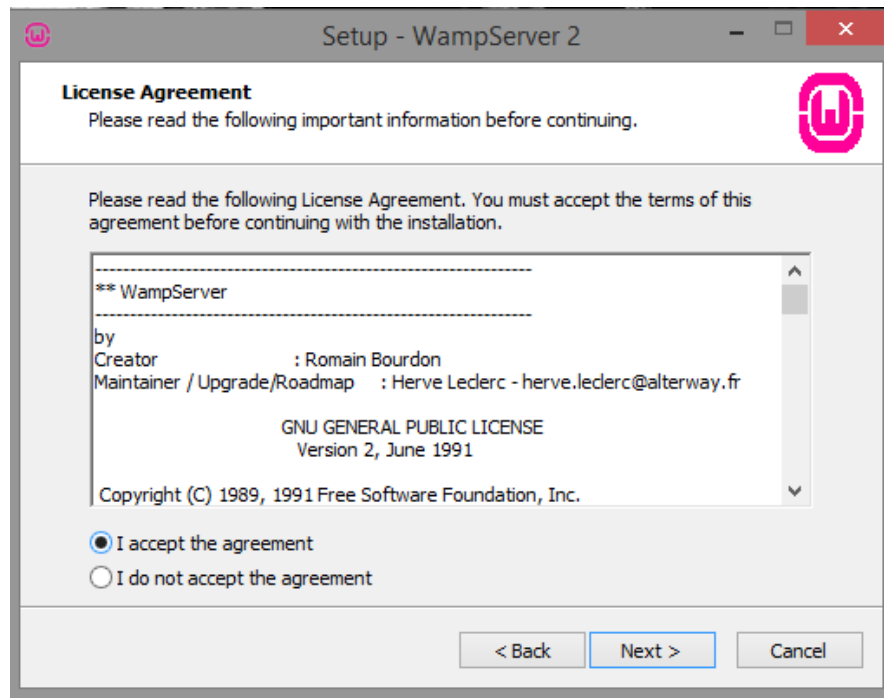 Setup - WampServer 2
License Agreement
Please read the following important information before continuing.
Please read the following License Agreement. You must accept the terms of this
agreement before continuing with the installation.
---------------------------------------------------------------
** WampServer
---------------------------------------------------------------
by
Creator : Romain Bourdon
Maintainer / Upgrade/Roadmap : Herve Leclerc - herve.leclerc@alterway.fr
GNU GENERAL PUBLIC LICENSE
Version 2, June 1991
Copyright (C) 1989, 1991 Free Software Foundation, Inc.
I accept the agreement
I do not accept the agreement
< Back Next > Cancel